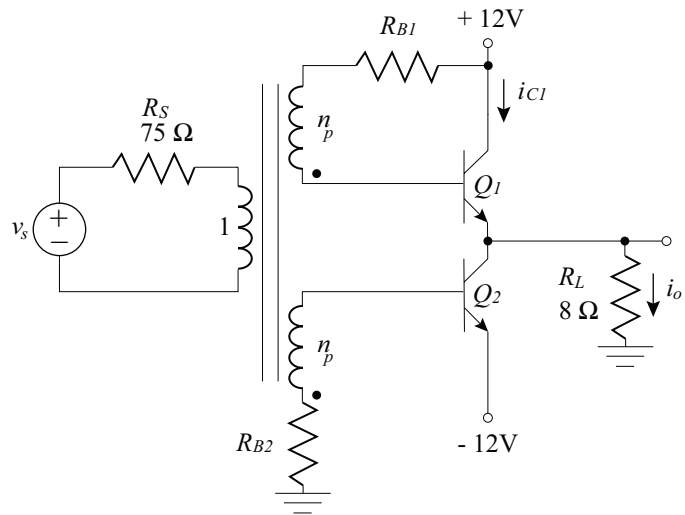 + 12V
R_B1
i_C1
R_S
75 Ω
n_p
Q_1
v_s
+
−
1
R_L
8 Ω
i_o
Q_2
n_p
R_B2
- 12V